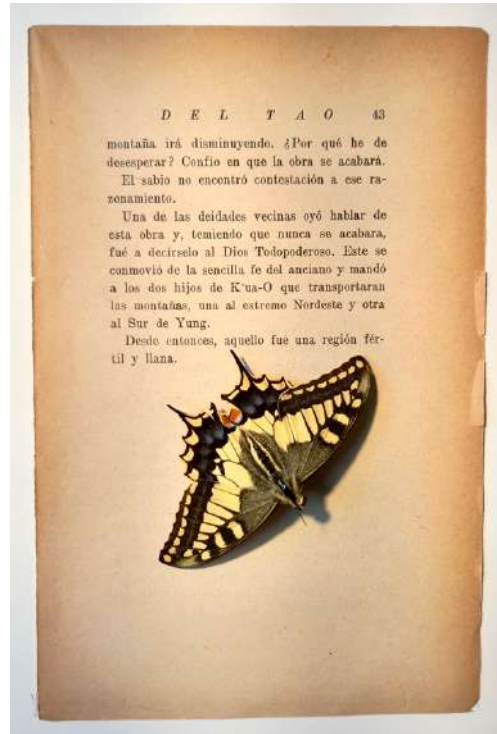 DEL TAO 43
montaña irá disminuyendo. ¿Por qué he de
desesperar? Confío en que la obra se acabará.
El sabio no encontró contestación a ese ra-
zonamiento.
Una de las deidades vecinas oyó hablar de
esta obra y, temiendo que nunca se acabara,
fué a decírselo al Dios Todopoderoso. Este se
conmovió de la sencilla fe del anciano y mandó
a los dos hijos de K'ua-O que transportaran
las montañas, una al extremo Nordeste y otra
al Sur de Yung.
Desde entonces, aquello fue una región fér-
til y llana.